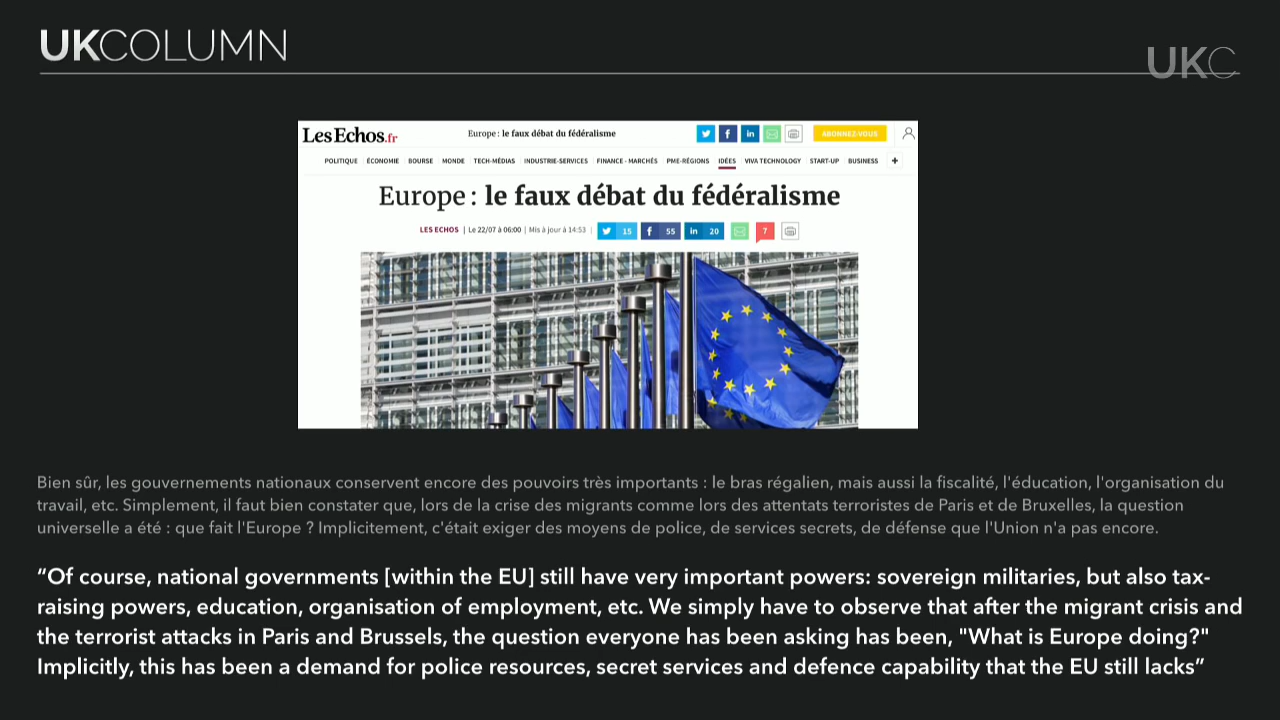 UKCOLUMN
UKC
LesEchos.fr
Europe : le faux débat du fédéralisme
ABONNEZ-VOUS
POLITIQUE ÉCONOMIE BOURSE MONDE TECH-MÉDIAS INDUSTRIE-SERVICES FINANCE - MARCHÉS PME-RÉGIONS IDÉES VIVA TECHNOLOGY START-UP BUSINESS +
Europe : le faux débat du fédéralisme
LES ECHOS | Le 22/07 à 06:00 | Mis à jour à 14:53 | 15 f 55 in 20 7
Bien sûr, les gouvernements nationaux conservent encore des pouvoirs très importants : le bras régalien, mais aussi la fiscalité, l'éducation, l'organisation du
travail, etc. Simplement, il faut bien constater que, lors de la crise des migrants comme lors des attentats terroristes de Paris et de Bruxelles, la question
universelle a été : que fait l'Europe ? Implicitement, c'était exiger des moyens de police, de services secrets, de défense que l'Union n'a pas encore.
“Of course, national governments [within the EU] still have very important powers: sovereign militaries, but also tax-
raising powers, education, organisation of employment, etc. We simply have to observe that after the migrant crisis and
the terrorist attacks in Paris and Brussels, the question everyone has been asking has been, "What is Europe doing?"
Implicitly, this has been a demand for police resources, secret services and defence capability that the EU still lacks”